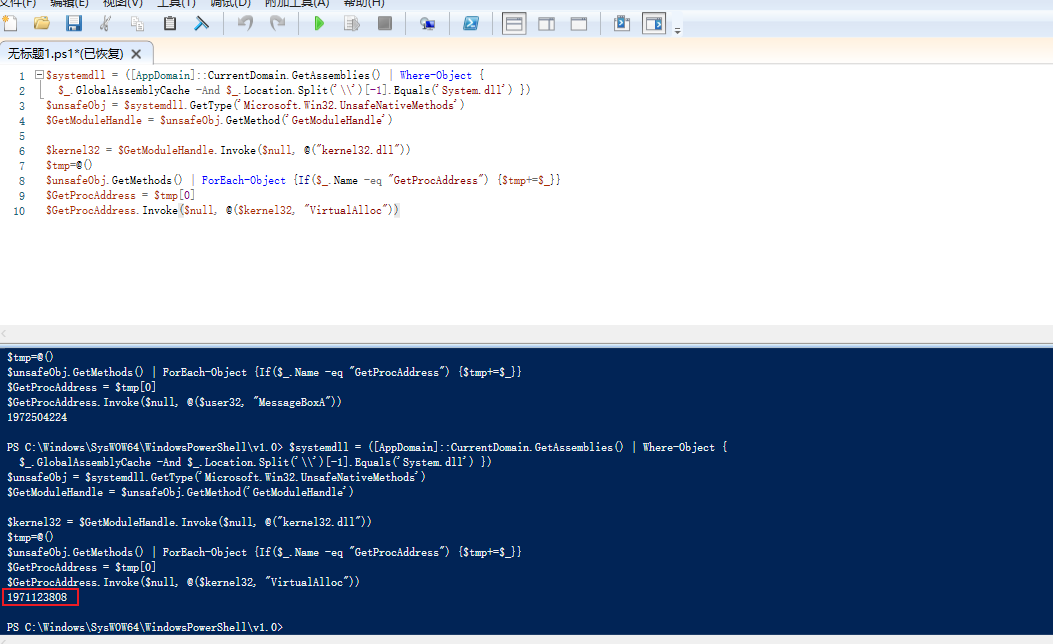 文件(F) 编辑(E) 视图(V) 工具(T) 调试(D) 附加工具(A) 帮助(H)
无标题1.ps1*(已恢复)
1 $systemdll = ([AppDomain]::CurrentDomain.GetAssemblies() | Where-Object {
2 $_.GlobalAssemblyCache -And $_.Location.Split('\\')[-1].Equals('System.dll') })
3 $unsafeObj = $systemdll.GetType('Microsoft.Win32.UnsafeNativeMethods')
4 $GetModuleHandle = $unsafeObj.GetMethod('GetModuleHandle')
5
6 $kernel32 = $GetModuleHandle.Invoke($null, @("kernel32.dll"))
7 $tmp=@()
8 $unsafeObj.GetMethods() | ForEach-Object {If($_.Name -eq "GetProcAddress") {$tmp+=$_}}
9 $GetProcAddress = $tmp[0]
10 $GetProcAddress.Invoke($null, @($kernel32, "VirtualAlloc"))
$tmp=@()
$unsafeObj.GetMethods() | ForEach-Object {If($_.Name -eq "GetProcAddress") {$tmp+=$_}}
$GetProcAddress = $tmp[0]
$GetProcAddress.Invoke($null, @($user32, "MessageBoxA"))
1972504224
PS C:\Windows\SysWOW64\WindowsPowerShell\v1.0> $systemdll = ([AppDomain]::CurrentDomain.GetAssemblies() | Where-Object {
$_.GlobalAssemblyCache -And $_.Location.Split('\\')[-1].Equals('System.dll') })
$unsafeObj = $systemdll.GetType('Microsoft.Win32.UnsafeNativeMethods')
$GetModuleHandle = $unsafeObj.GetMethod('GetModuleHandle')
$kernel32 = $GetModuleHandle.Invoke($null, @("kernel32.dll"))
$tmp=@()
$unsafeObj.GetMethods() | ForEach-Object {If($_.Name -eq "GetProcAddress") {$tmp+=$_}}
$GetProcAddress = $tmp[0]
$GetProcAddress.Invoke($null, @($kernel32, "VirtualAlloc"))
1971123808
PS C:\Windows\SysWOW64\WindowsPowerShell\v1.0>